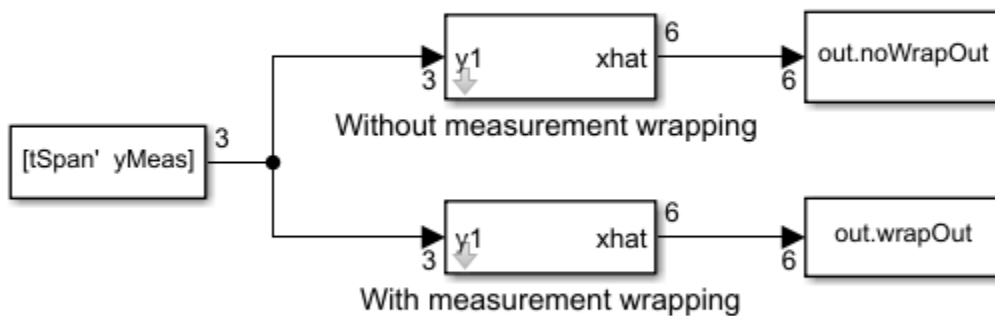 6
y1 xhat out.noWrapOut
3 6
Without measurement wrapping
[tSpan' yMeas] 3
6
y1 xhat out.wrapOut
3 6
With measurement wrapping